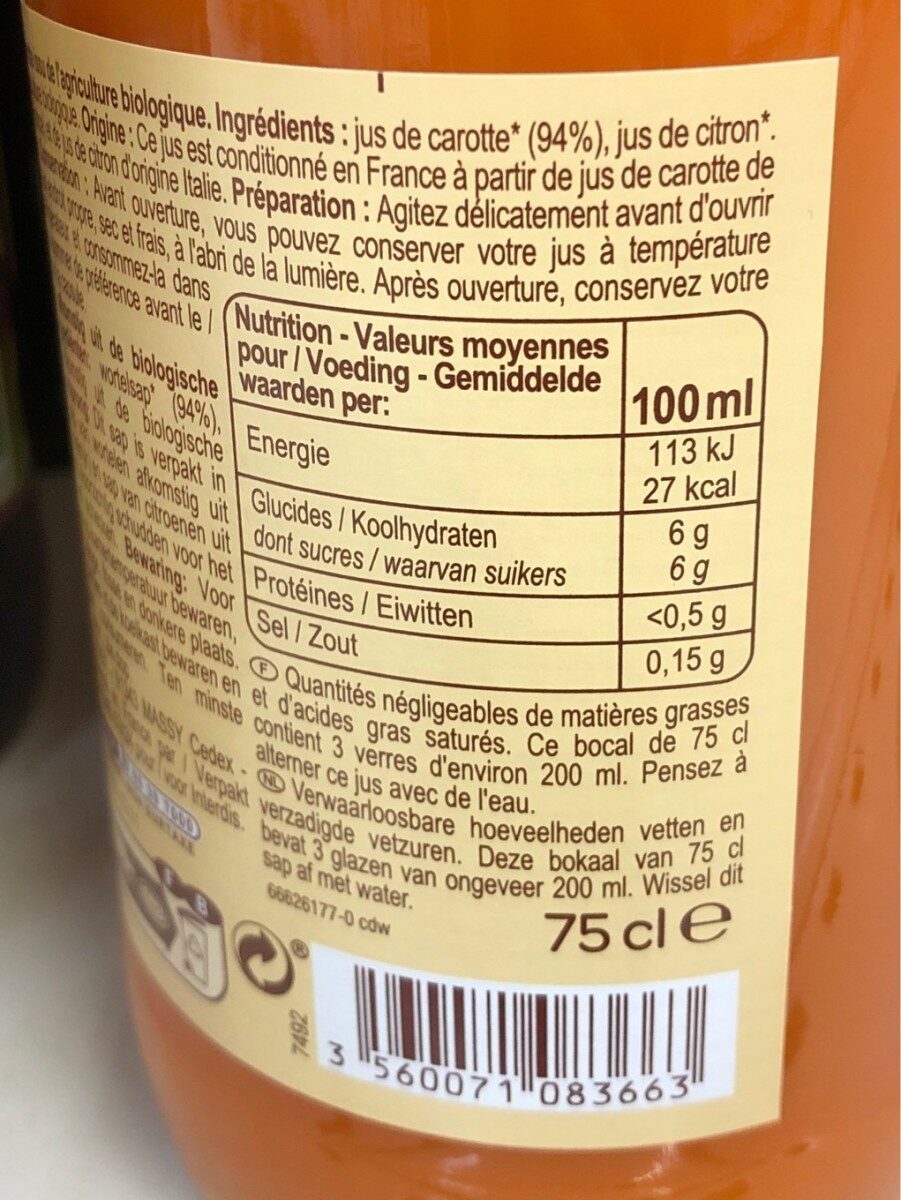 de l'agriculture biologique. Ingrédients : jus de carotte* (94%), jus de citron*.
Origine : Ce jus est conditionné en France à partir de jus de carotte de
jus de citron d'origine Italie. Préparation : Agitez délicatement avant d'ouvrir
Avant ouverture, vous pouvez conserver votre jus à température
propre, sec et frais, à l'abri de la lumière. Après ouverture, conservez votre
et consommez-la dans
de préférence avant le /
uit de biologische
wortelsap* (94%),
uit de biologische
Dit sap is verpakt in
wortelen afkomstig uit
sap van citroenen uit
schudden voor het
Bewaring: Voor
bewaren,
en donkere plaats.
koelkast bewaren en
Ten minste
MASSY Cedex -
par / Verpakt
pour / voor Interdis.
Nutrition - Valeurs moyennes
pour / Voeding - Gemiddelde
waarden per:
100 ml
Energie
113 kJ
27 kcal
Glucides / Koolhydraten
6 g
dont sucres / waarvan suikers
6 g
Protéines / Eiwitten
<0,5 g
Sel / Zout
0,15 g
F Quantités négligeables de matières grasses
et d'acides gras saturés. Ce bocal de 75 cl
contient 3 verres d'environ 200 ml. Pensez à
alterner ce jus avec de l'eau.
NL Verwaarloosbare hoeveelheden vetten en
verzadigde vetzuren. Deze bokaal van 75 cl
bevat 3 glazen van ongeveer 200 ml. Wissel dit
sap af met water.
66626177-0 cdw
75 cl e
B
®
7492
3 560071 083663